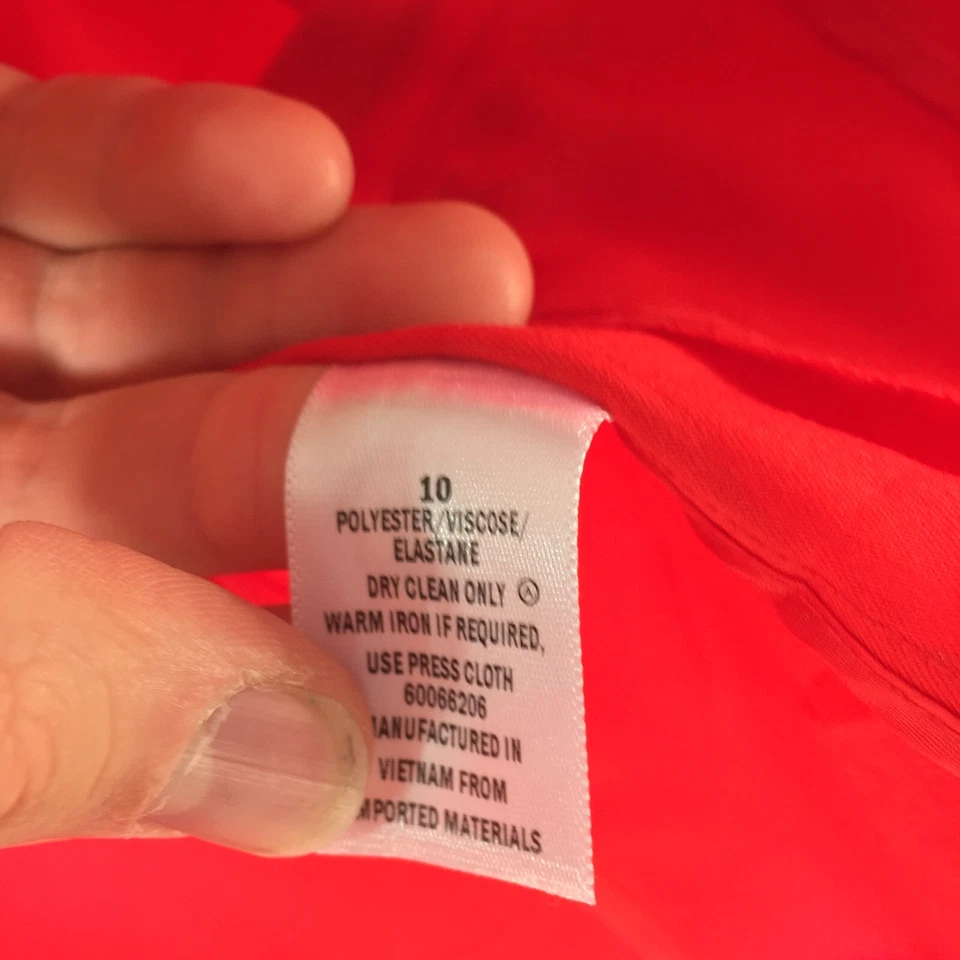 10
POLYESTER/VISCOSE/
ELASTANE
DRY CLEAN ONLY Ⓐ
WARM IRON IF REQUIRED,
USE PRESS CLOTH
60066206
MANUFACTURED IN
VIETNAM FROM
IMPORTED MATERIALS